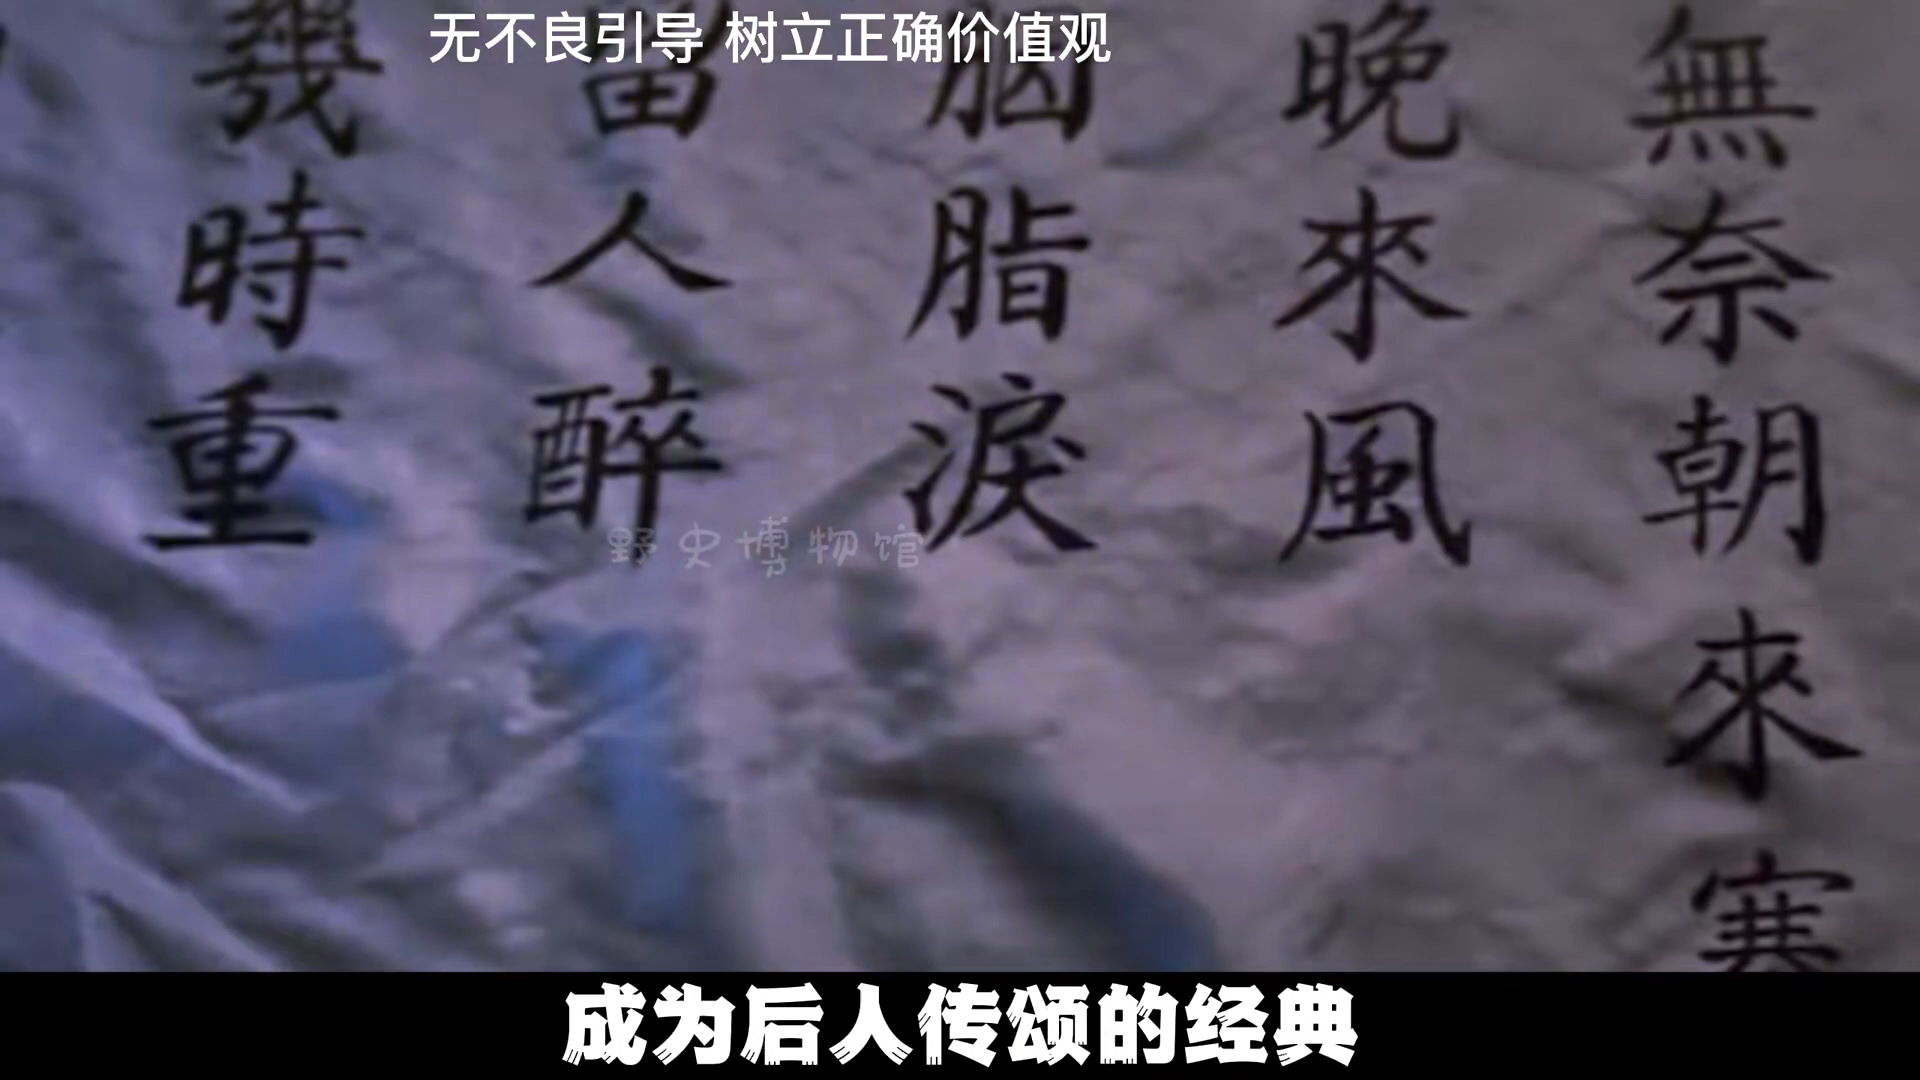 无不良引导 树立正确价值观
無奈朝來寒
晚來風
胭脂淚
留人醉
幾時重
野史博物馆
成为后人传颂的经典